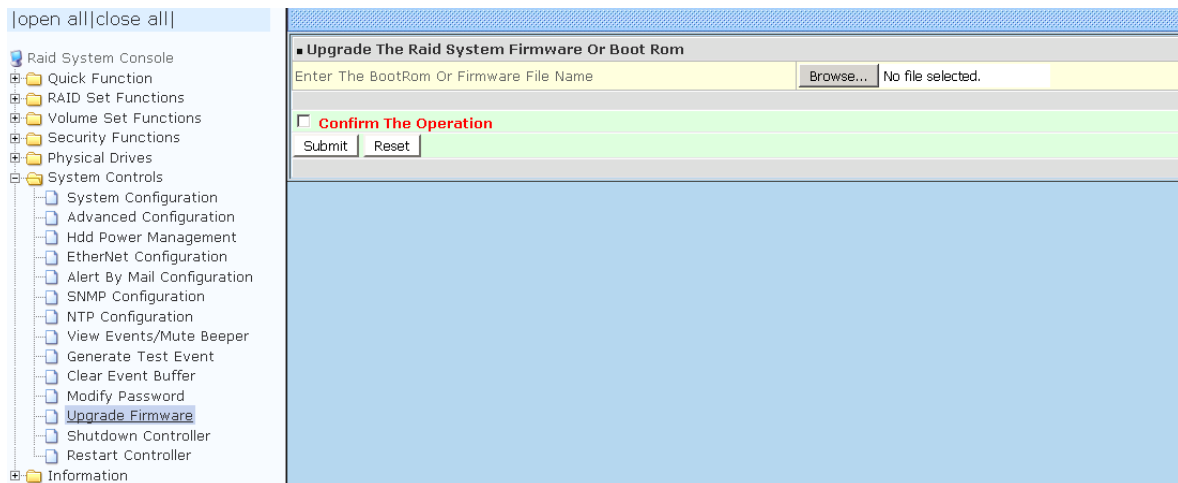 |open all|close all|
Raid System Console
Quick Function
RAID Set Functions
Volume Set Functions
Security Functions
Physical Drives
System Controls
System Configuration
Advanced Configuration
Hdd Power Management
EtherNet Configuration
Alert By Mail Configuration
SNMP Configuration
NTP Configuration
View Events/Mute Beeper
Generate Test Event
Clear Event Buffer
Modify Password
Upgrade Firmware
Shutdown Controller
Restart Controller
Information
Upgrade The Raid System Firmware Or Boot Rom
Enter The BootRom Or Firmware File Name
Browse... No file selected.
Confirm The Operation
Submit Reset